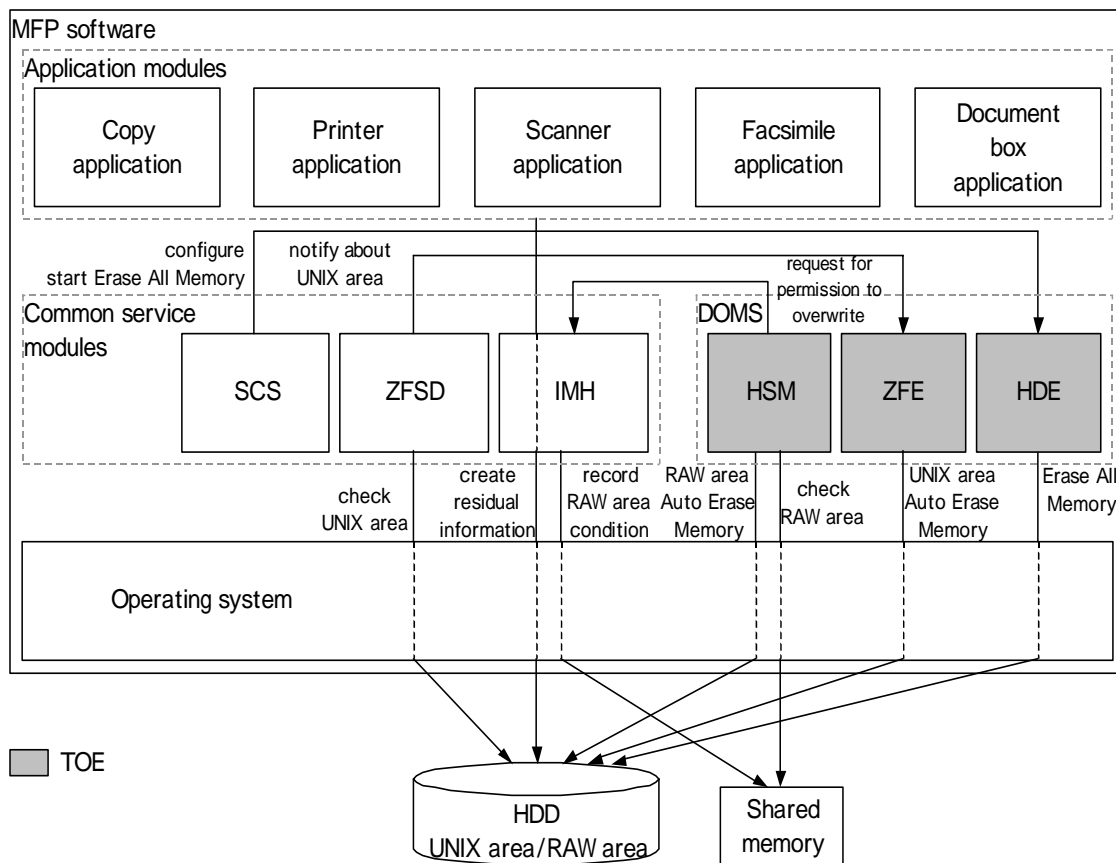 MFP software
Application modules
Copy
application
Printer
application
Scanner
application
Facsimile
application
Document
box
application
configure
start Erase All Memory
notify about
UNIX area
request for
permission to
overwrite
Common service
modules
DOMS
SCS
ZFSD
IMH
HSM
ZFE
HDE
check
UNIX area
create
residual
information
record
RAW area
condition
RAW area
Auto Erase
Memory
check
RAW area
UNIX area
Auto Erase
Memory
Erase All
Memory
Operating system
TOE
HDD
UNIX area/RAW area
Shared
memory